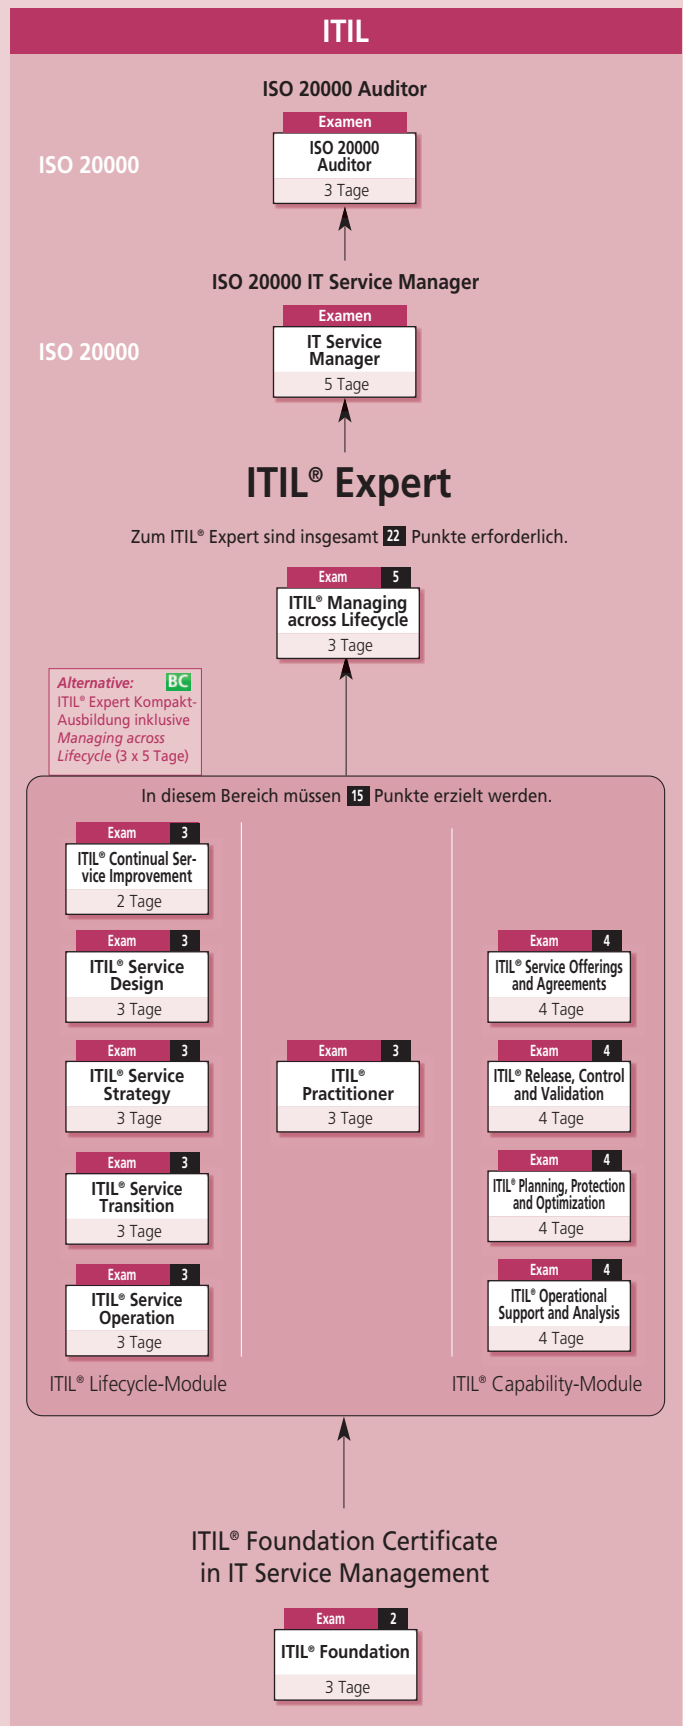 ITIL
ISO 20000 Auditor
Examen
ISO 20000
ISO 20000
Auditor
3 Tage
ISO 20000 IT Service Manager
Examen
ISO 20000
IT Service
Manager
5 Tage
ITIL® Expert
Zum ITIL® Expert sind insgesamt 22 Punkte erforderlich.
Exam 5
ITIL® Managing
across Lifecycle
3 Tage
Alternative: BC
ITIL® Expert Kompakt-
Ausbildung inklusive
Managing across
Lifecycle (3 x 5 Tage)
In diesem Bereich müssen 15 Punkte erzielt werden.
Exam 3
ITIL® Continual Ser-
vice Improvement
2 Tage
Exam 3
ITIL® Service
Design
3 Tage
Exam 3
ITIL® Service
Strategy
3 Tage
Exam 3
ITIL® Service
Transition
3 Tage
Exam 3
ITIL® Service
Operation
3 Tage
ITIL® Lifecycle-Module
Exam 3
ITIL®
Practitioner
3 Tage
Exam 4
ITIL® Service Offerings
and Agreements
4 Tage
Exam 4
ITIL® Release, Control
and Validation
4 Tage
Exam 4
ITIL® Planning, Protection
and Optimization
4 Tage
Exam 4
ITIL® Operational
Support and Analysis
4 Tage
ITIL® Capability-Module
ITIL® Foundation Certificate
in IT Service Management
Exam 2
ITIL® Foundation
3 Tage